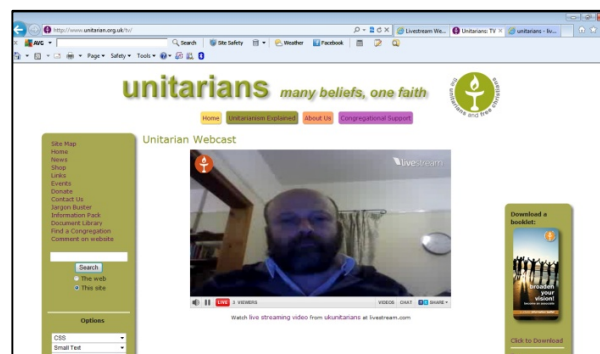 http://www.unitarian.org.uk/tv/
Livestream We...
Unitarians: TV
unitarians - liv...
AVG
Search
Site Safety
Weather
Facebook
Page
Safety
Tools
unitarians many beliefs, one faith
Home
Unitarianism Explained
About Us
Congregational Support
Unitarian Webcast
Site Map
Home
News
Shop
Links
Events
Donate
Contact Us
Jargon Buster
Information Pack
Document Library
Find a Congregation
Comment on website
Search
The web
This site
Options
CSS
Small Text
livestream
LIVE
3 VIEWERS
VIDEOS
CHAT
SHARE
Watch live streaming video from ukunitarians at livestream.com
Download a
booklet:
broaden
your
vision!
Click to Download